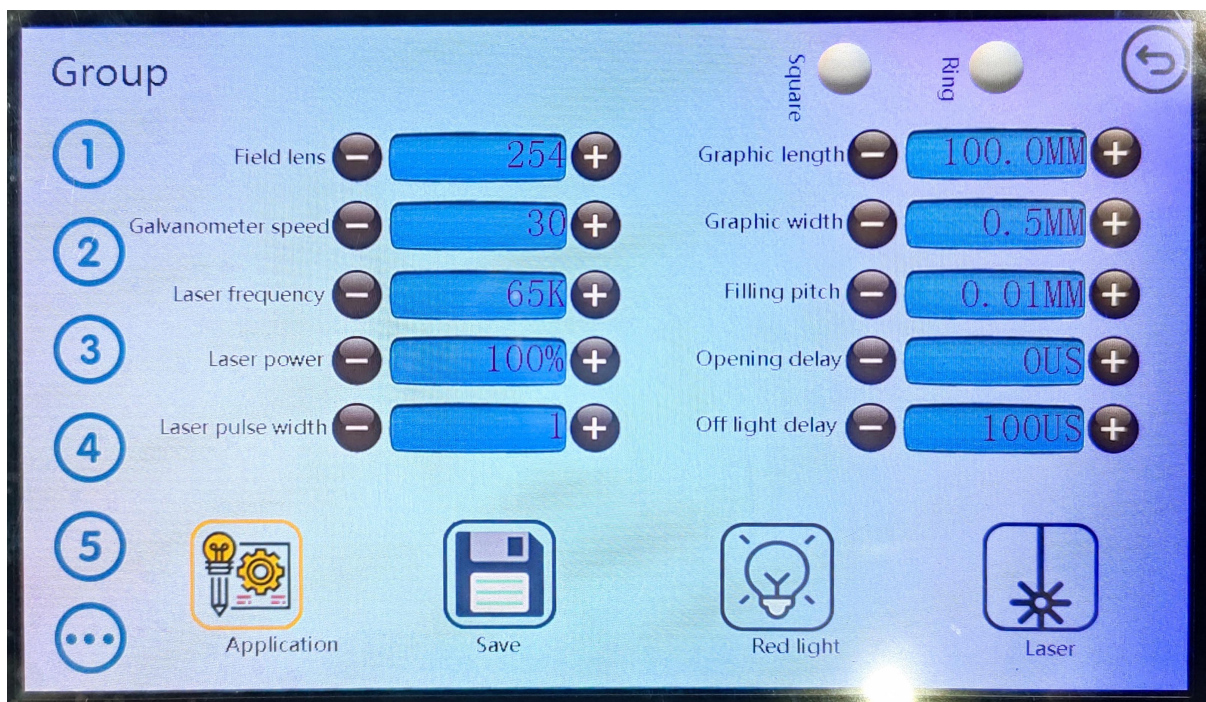 Group
Square
Ring
1
Field lens 254
Graphic length 100.0MM
2
Galvanometer speed 30
Graphic width 0.5MM
Laser frequency 65K
Filling pitch 0.01MM
3
Laser power 100%
Opening delay 0US
4
Laser pulse width 1
Off light delay 100US
5
Application
Save
Red light
Laser